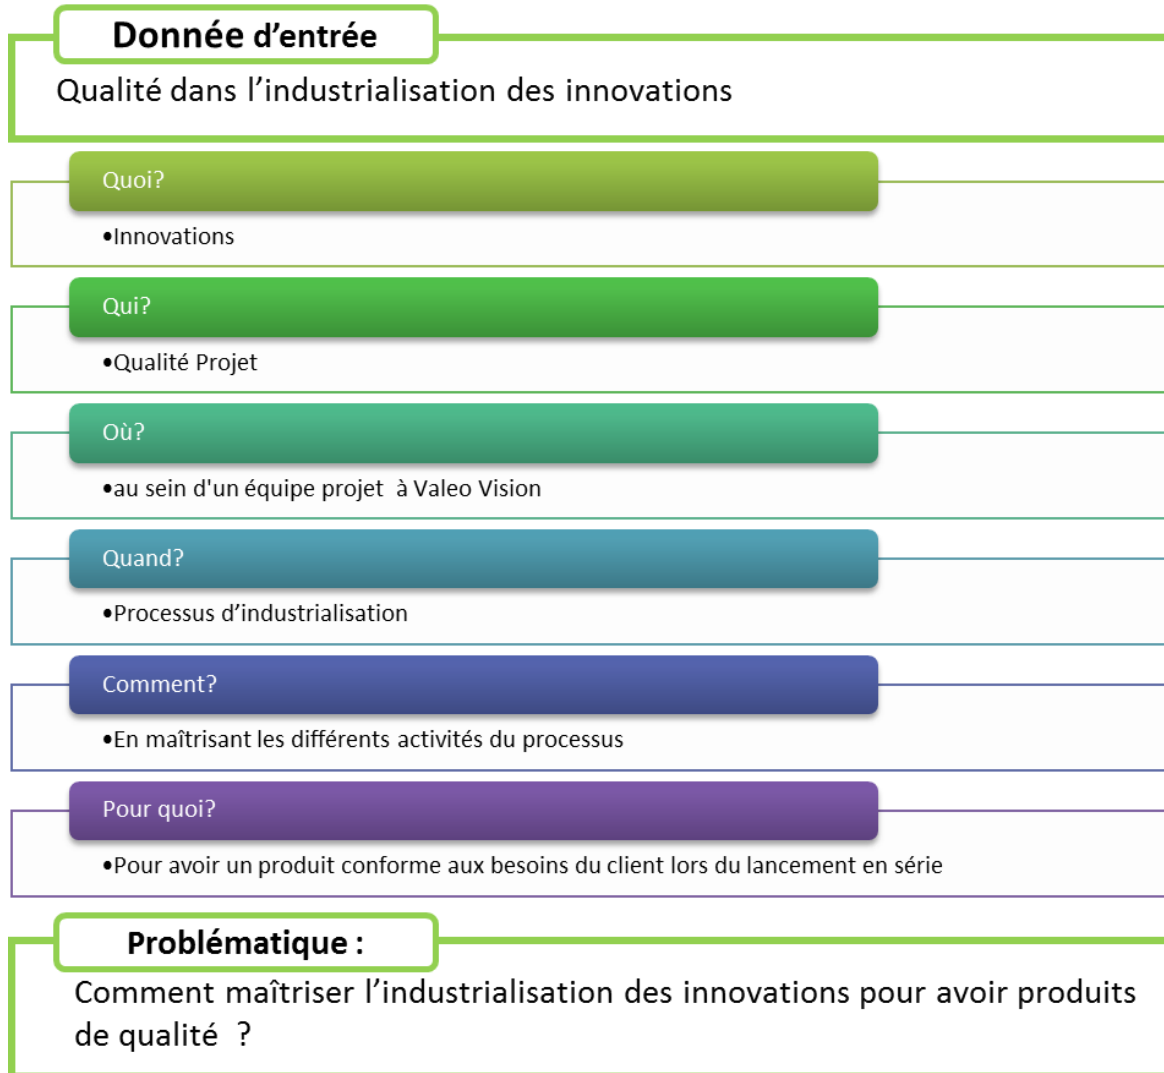 Donnée d’entrée
Qualité dans l’industrialisation des innovations
Quoi?
•Innovations
Qui?
•Qualité Projet
Où?
•au sein d'un équipe projet à Valeo Vision
Quand?
•Processus d’industrialisation
Comment?
•En maîtrisant les différents activités du processus
Pour quoi?
•Pour avoir un produit conforme aux besoins du client lors du lancement en série
Problématique :
Comment maîtriser l’industrialisation des innovations pour avoir produits
de qualité ?